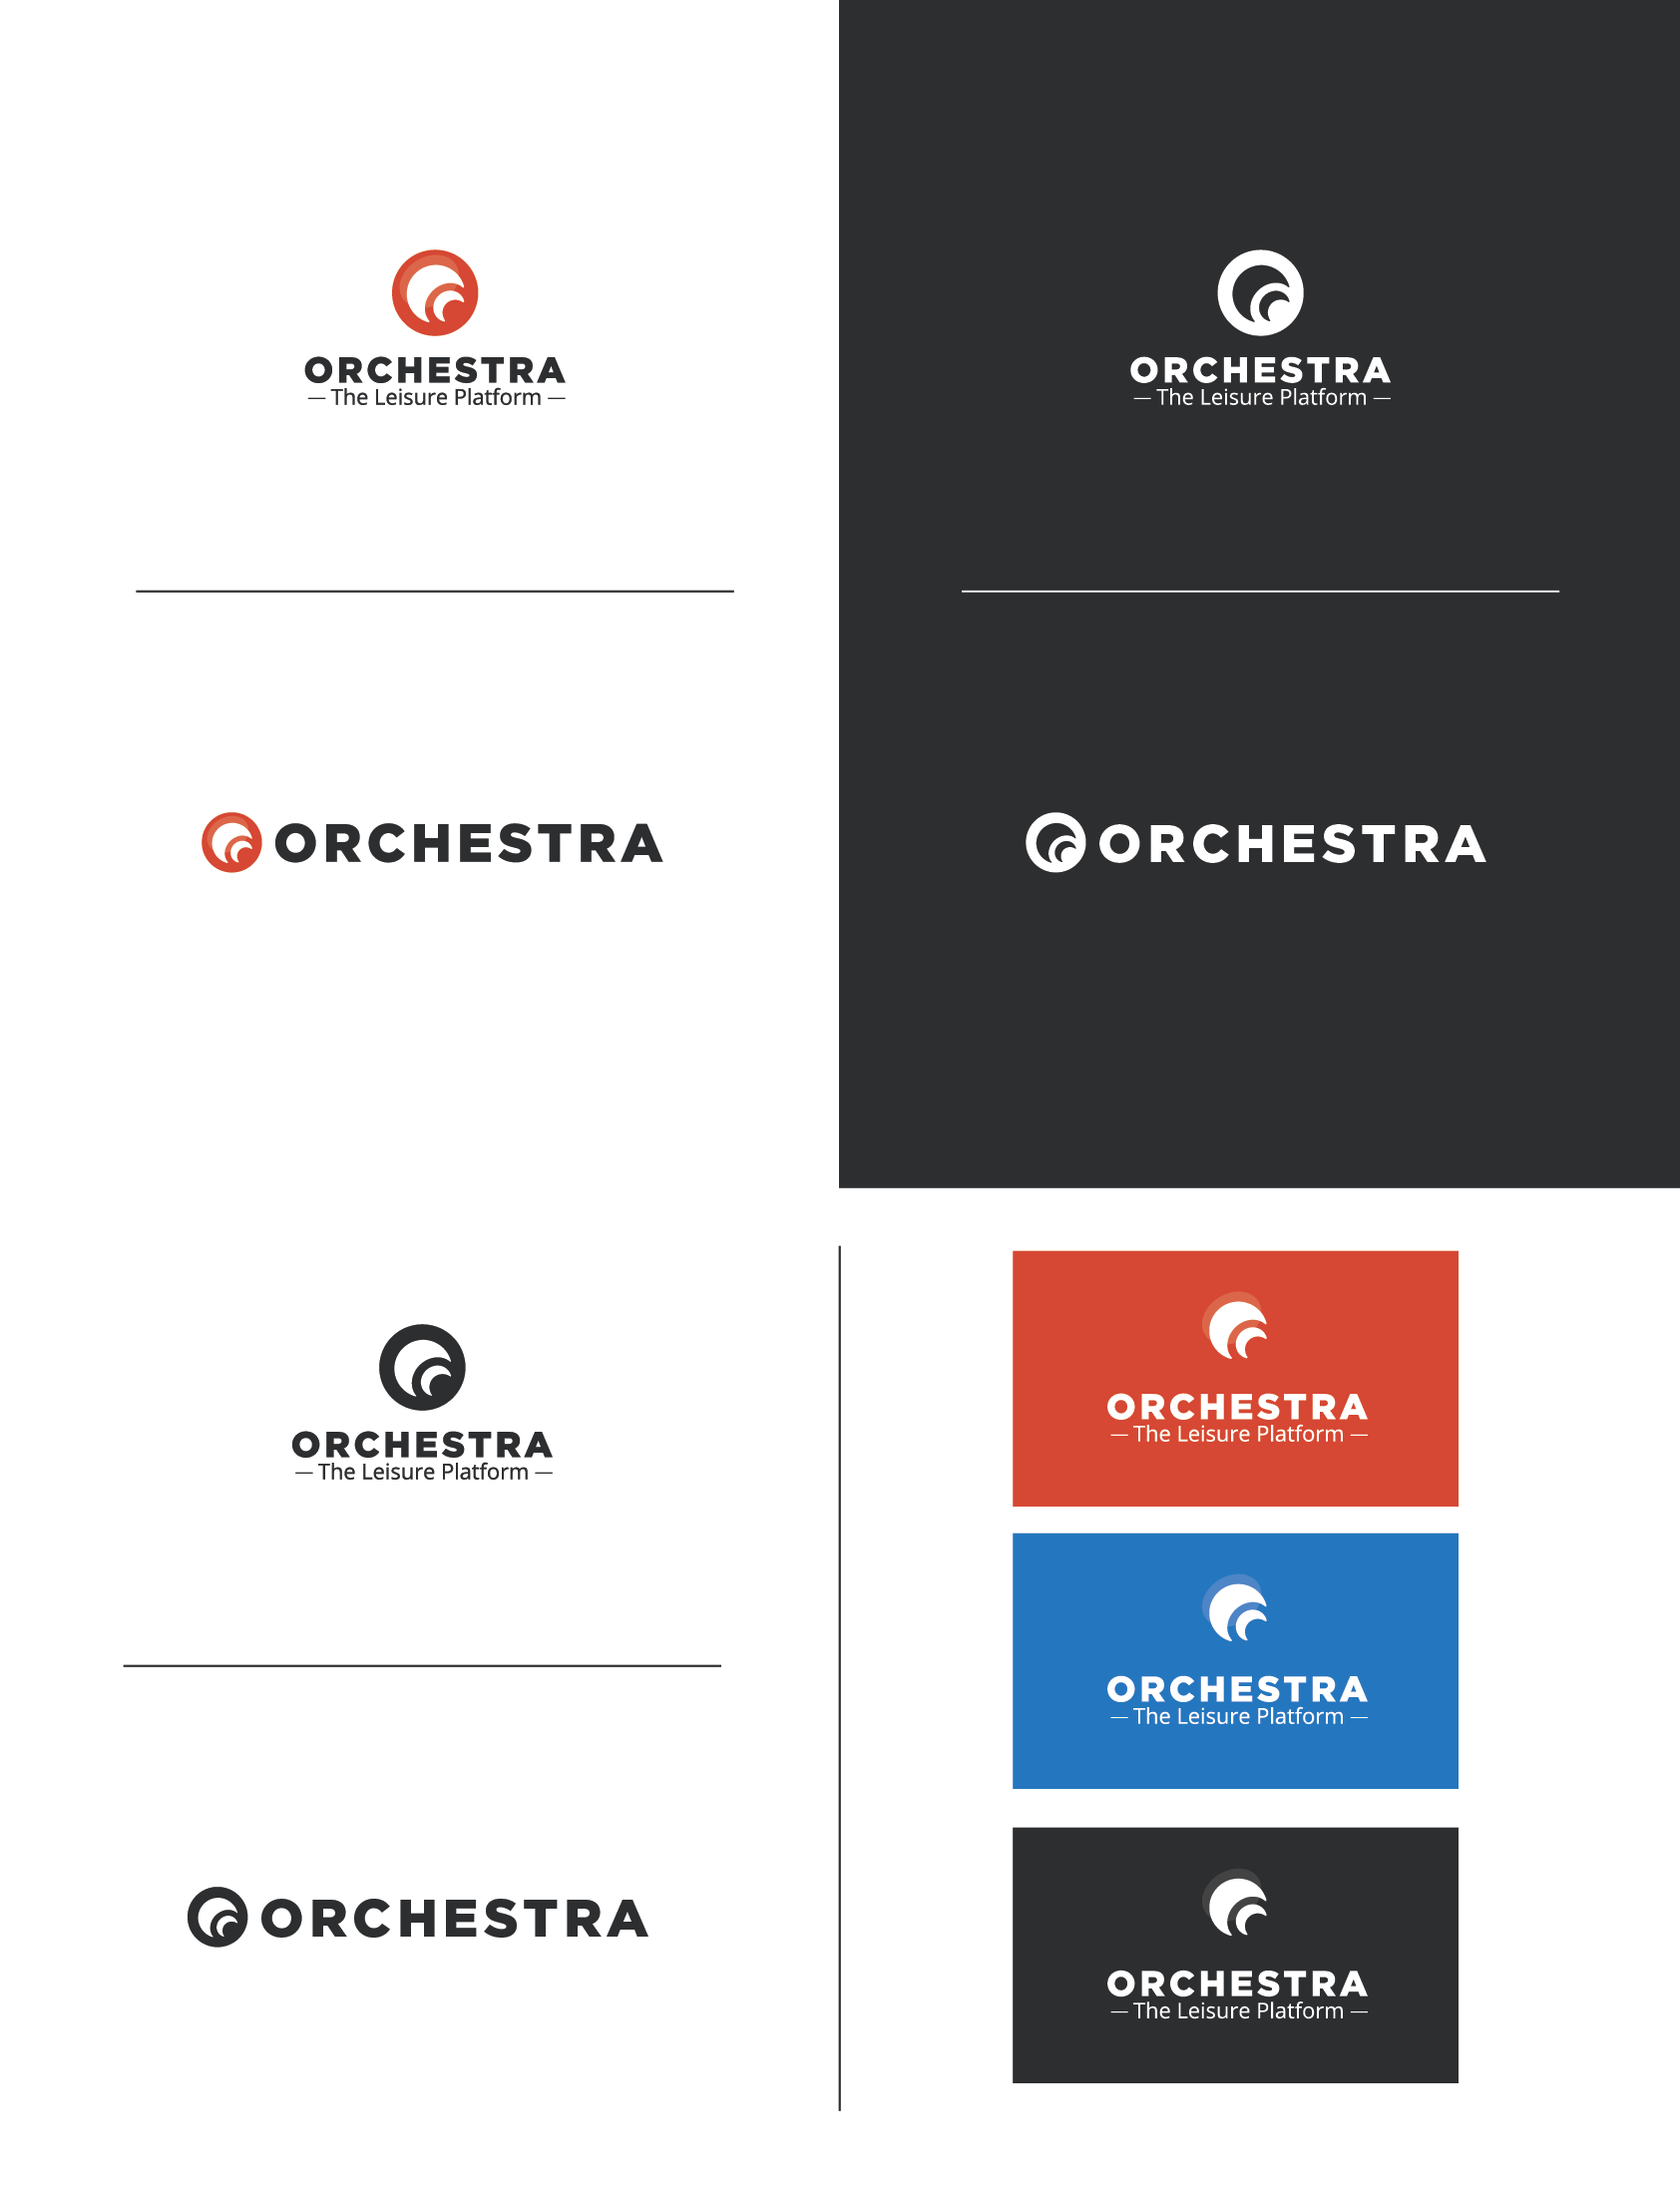 ORCHESTRA
— The Leisure Platform —
ORCHESTRA
— The Leisure Platform —
ORCHESTRA
ORCHESTRA
ORCHESTRA
— The Leisure Platform —
ORCHESTRA
ORCHESTRA
— The Leisure Platform —
ORCHESTRA
— The Leisure Platform —
ORCHESTRA
— The Leisure Platform —